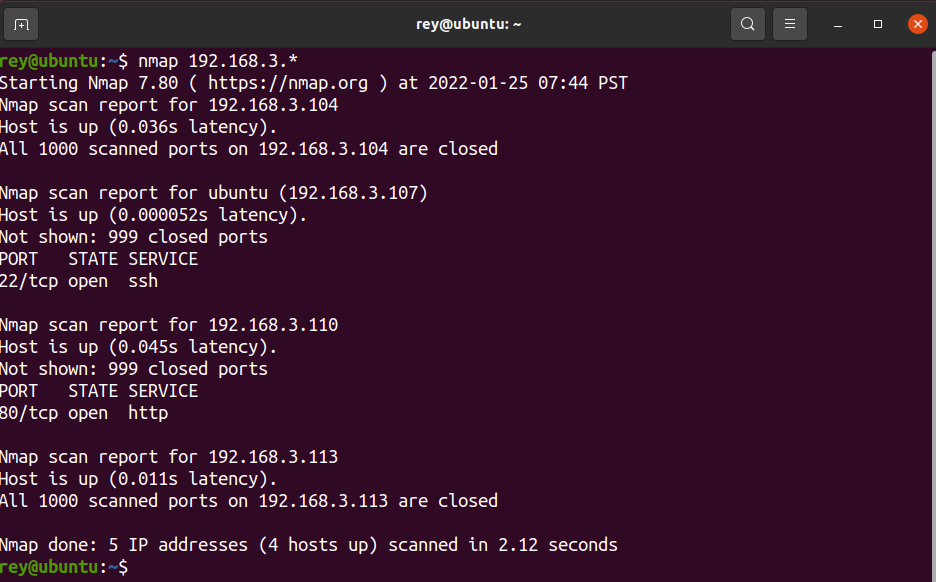 rey@ubuntu: ~
rey@ubuntu:~$ nmap 192.168.3.*
Starting Nmap 7.80 ( https://nmap.org ) at 2022-01-25 07:44 PST
Nmap scan report for 192.168.3.104
Host is up (0.036s latency).
All 1000 scanned ports on 192.168.3.104 are closed

Nmap scan report for ubuntu (192.168.3.107)
Host is up (0.000052s latency).
Not shown: 999 closed ports
PORT   STATE SERVICE
22/tcp open  ssh

Nmap scan report for 192.168.3.110
Host is up (0.045s latency).
Not shown: 999 closed ports
PORT   STATE SERVICE
80/tcp open  http

Nmap scan report for 192.168.3.113
Host is up (0.011s latency).
All 1000 scanned ports on 192.168.3.113 are closed

Nmap done: 5 IP addresses (4 hosts up) scanned in 2.12 seconds
rey@ubuntu:~$